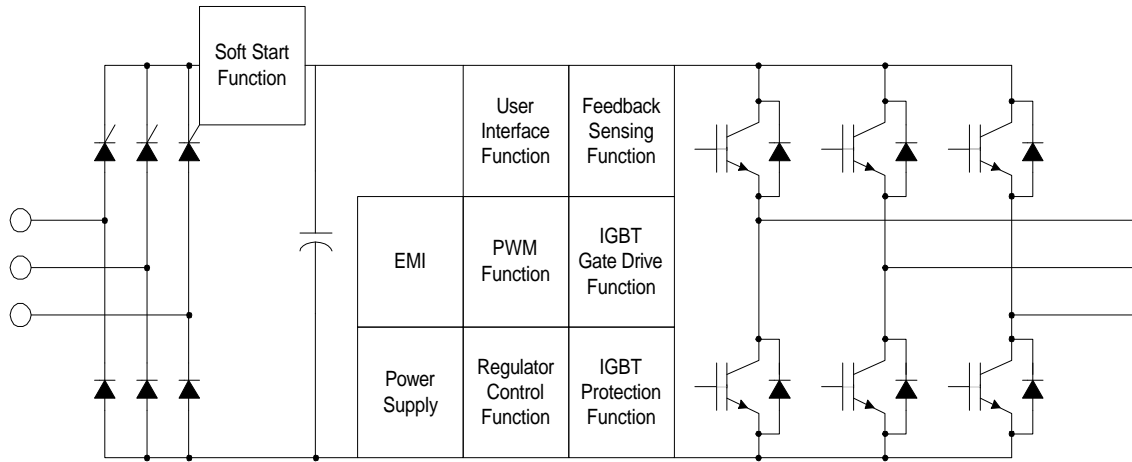 Soft Start
Function
User
Interface
Function
Feedback
Sensing
Function
EMI
PWM
Function
IGBT
Gate Drive
Function
Power
Supply
Regulator
Control
Function
IGBT
Protection
Function